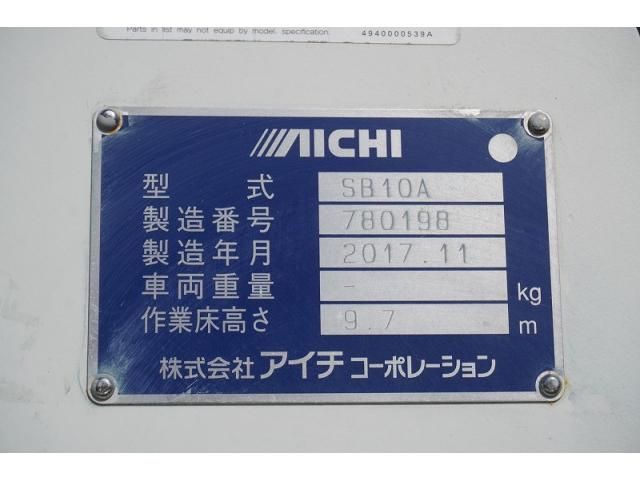 Parts in list may not equip by model, specification. 4940000539A
AICHI
型式 SB10A
製造番号 780198
製造年月 2017.11
車両重量 - kg
作業床高さ 9.7 m
株式会社アイチコーポレーション